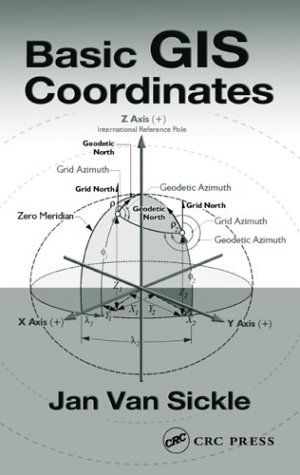 Basic GIS
Coordinates
Z Axis (+)
International Reference Pole
Geodetic
North
Grid Azimuth
Grid North
Geodetic Azimuth
Geodetic
North
Grid North
Zero Meridian
Grid Azimuth
Geodetic Azimuth
X Axis (+)
Y Axis (+)
Jan Van Sickle
CRC
CRC PRESS